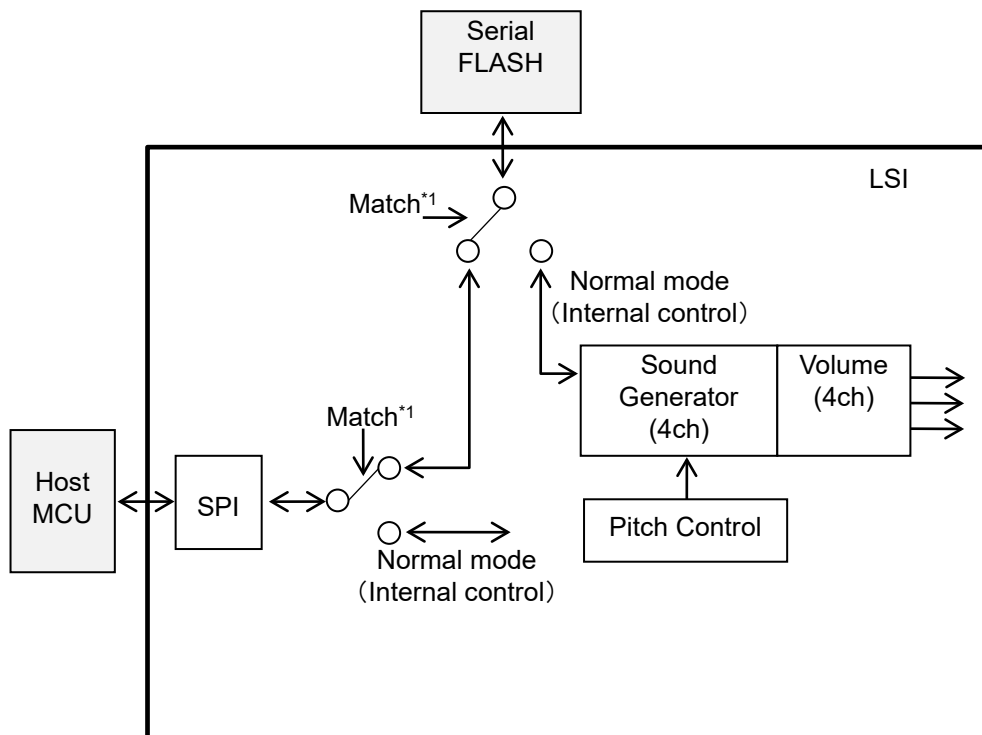 Serial
FLASH
LSI
Match*1
Normal mode
（Internal control）
Sound
Generator
(4ch)
Volume
(4ch)
Match*1
Host
MCU
SPI
Pitch Control
Normal mode
（Internal control）